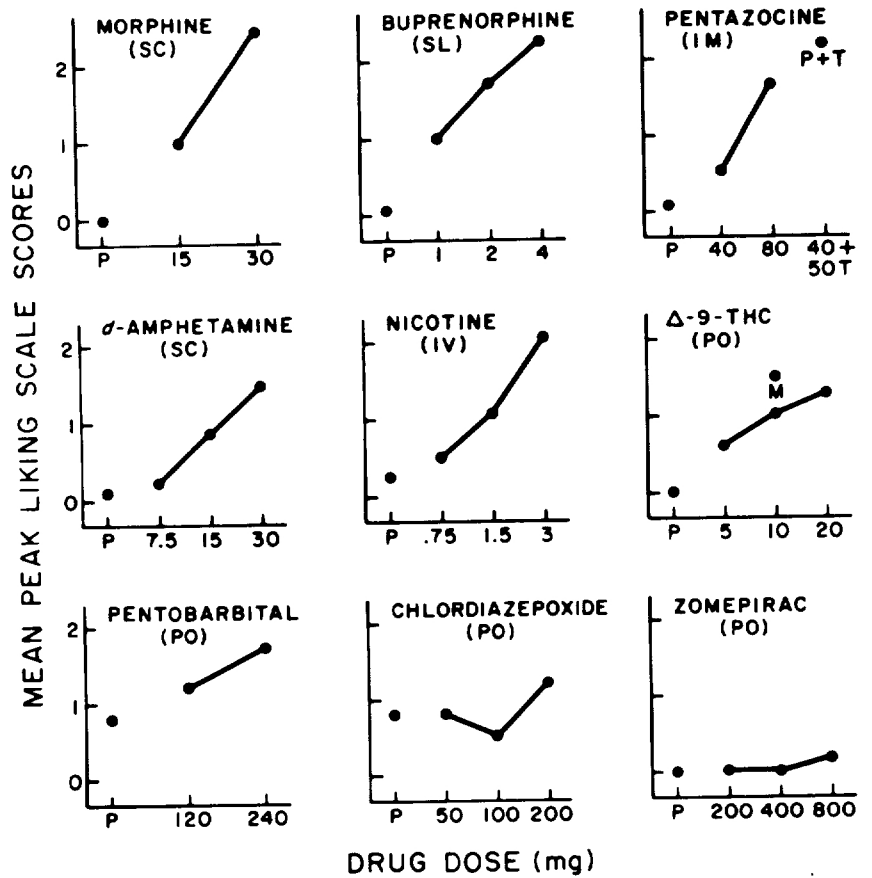 MORPHINE
(SC)
2
1
0
P 15 30
BUPRENORPHINE
(SL)
P 1 2 4
PENTAZOCINE
(IM)
P+T
P 40 80 40+
50T
d-AMPHETAMINE
(SC)
2
1
0
P 7.5 15 30
NICOTINE
(IV)
P .75 1.5 3
Δ-9-THC
(PO)
M
P 5 10 20
PENTOBARBITAL
(PO)
2
1
0
P 120 240
CHLORDIAZEPOXIDE
(PO)
P 50 100 200
ZOMEPIRAC
(PO)
P 200 400 800
MEAN PEAK LIKING SCALE SCORES
DRUG DOSE (mg)